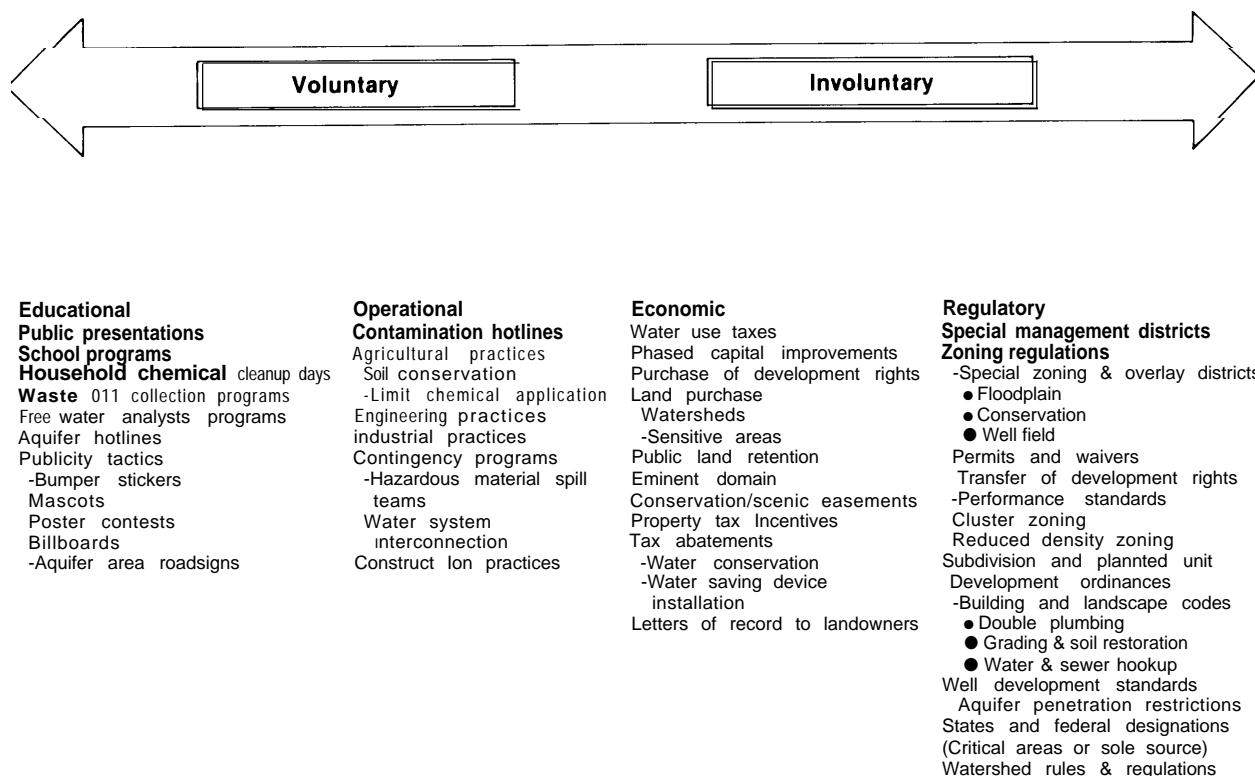 Voluntary
Involuntary
Educational
Public presentations
School programs
Household chemical cleanup days
Waste 011 collection programs
Free water analysts programs
Aquifer hotlines
Publicity tactics
-Bumper stickers
Mascots
Poster contests
Billboards
-Aquifer area roadsigns
Operational
Contamination hotlines
Agricultural practices
Soil conservation
-Limit chemical application
Engineering practices
industrial practices
Contingency programs
-Hazardous material spill
teams
Water system
interconnection
Construct Ion practices
Economic
Water use taxes
Phased capital improvements
Purchase of development rights
Land purchase
Watersheds
-Sensitive areas
Public land retention
Eminent domain
Conservation/scenic easements
Property tax Incentives
Tax abatements
-Water conservation
-Water saving device
installation
Letters of record to landowners
Regulatory
Special management districts
Zoning regulations
-Special zoning & overlay districts
● Floodplain
● Conservation
● Well field
Permits and waivers
Transfer of development rights
-Performance standards
Cluster zoning
Reduced density zoning
Subdivision and plannted unit
Development ordinances
-Building and landscape codes
● Double plumbing
● Grading & soil restoration
● Water & sewer hookup
Well development standards
Aquifer penetration restrictions
States and federal designations
(Critical areas or sole source)
Watershed rules & regulations